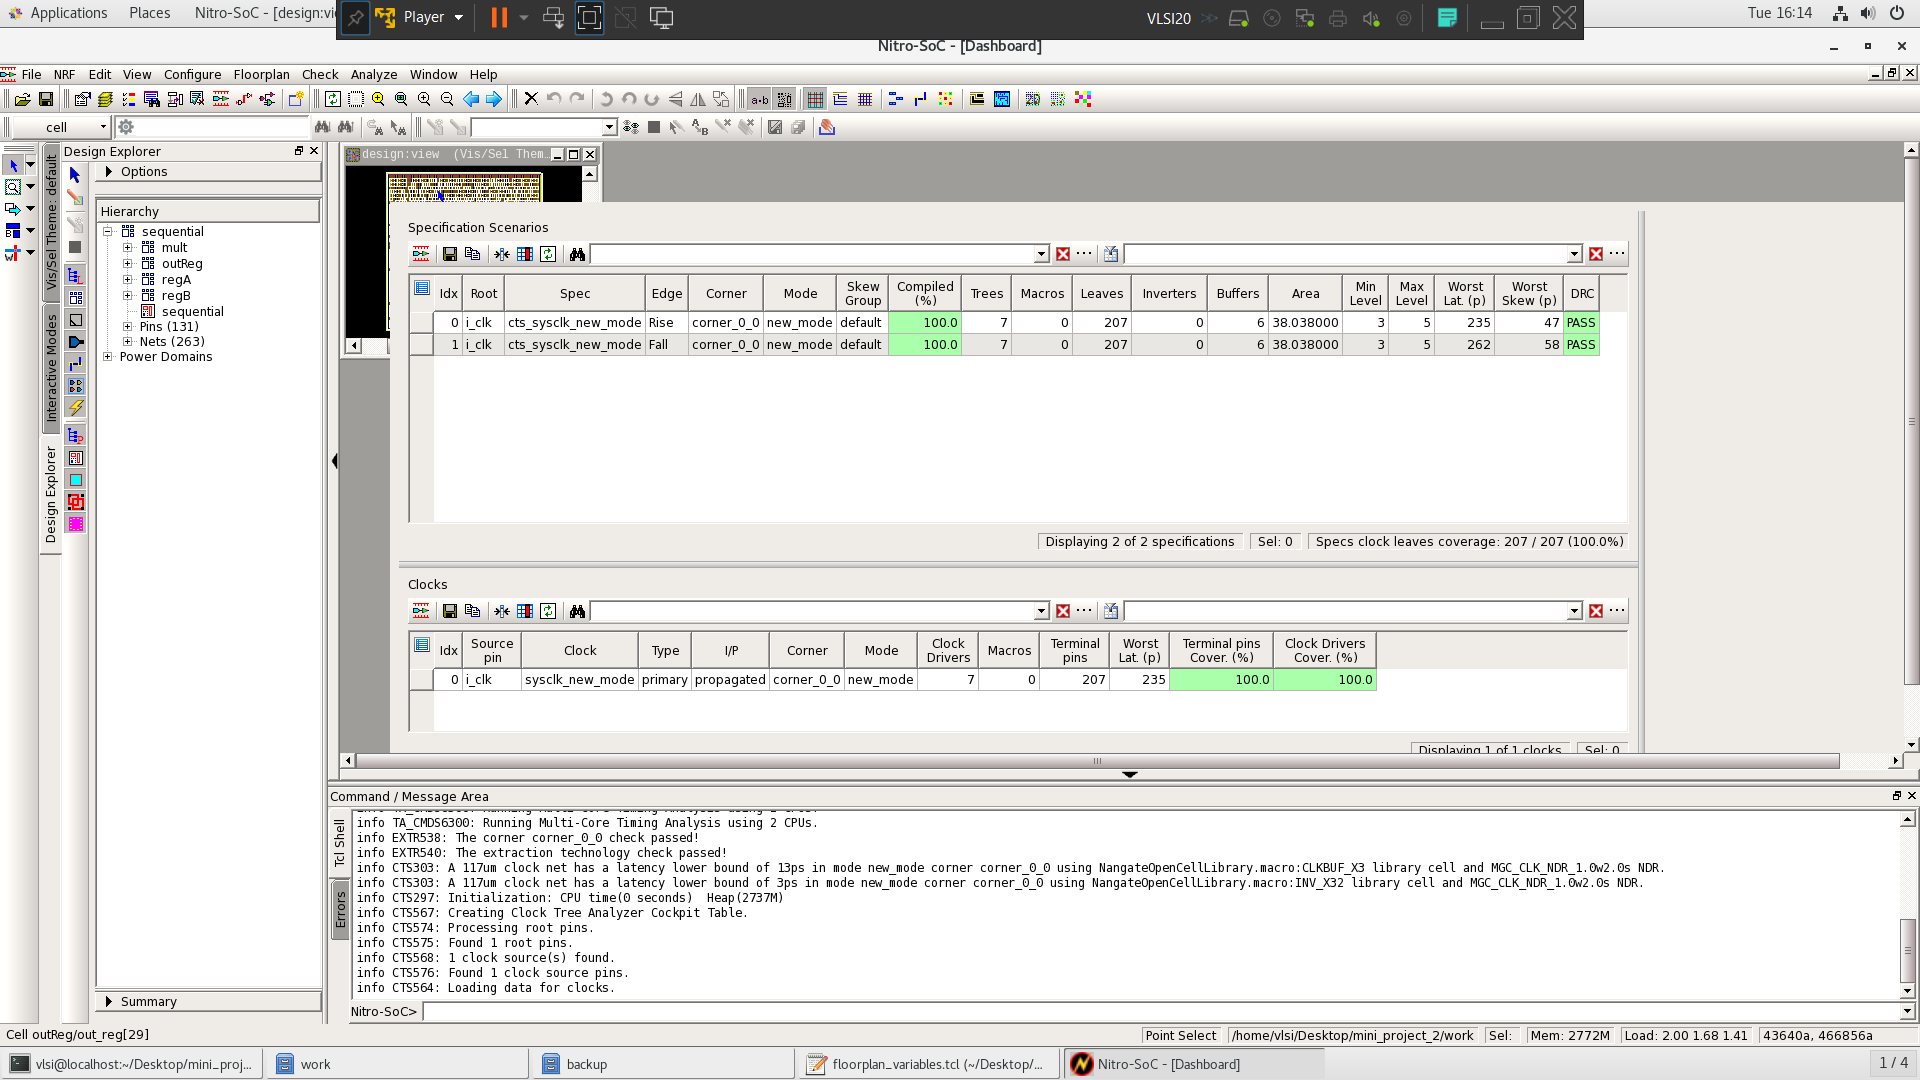 Applications Places Nitro-SoC - [design:vi
Player
VLSI20
Tue 16:14
Nitro-SoC - [Dashboard]
File NRF Edit View Configure Floorplan Check Analyze Window Help
cell
Design Explorer
Options
Hierarchy
sequential
mult
outReg
regA
regB
sequential
Pins (131)
Nets (263)
Power Domains
Summary
Vis/Sel Theme: default
Interactive Modes
Design Explorer
design:view (Vis/Sel Them...
Specification Scenarios
Idx Root Spec Edge Corner Mode Skew Group Compiled (%) Trees Macros Leaves Inverters Buffers Area Min Level Max Level Worst Lat. (p) Worst Skew (p) DRC
0 i_clk cts_sysclk_new_mode Rise corner_0_0 new_mode default 100.0 7 0 207 0 6 38.038000 3 5 235 47 PASS
1 i_clk cts_sysclk_new_mode Fall corner_0_0 new_mode default 100.0 7 0 207 0 6 38.038000 3 5 262 58 PASS
Displaying 2 of 2 specifications Sel: 0 Specs clock leaves coverage: 207 / 207 (100.0%)
Clocks
Idx Source pin Clock Type I/P Corner Mode Clock Drivers Macros Terminal pins Worst Lat. (p) Terminal pins Cover. (%) Clock Drivers Cover. (%)
0 i_clk sysclk_new_mode primary propagated corner_0_0 new_mode 7 0 207 235 100.0 100.0
Displaying 1 of 1 clocks Sel: 0
Command / Message Area
Tcl Shell
Errors
info TA_CMDS6300: Running Multi-Core Timing Analysis using 2 CPUs.
info EXTR538: The corner corner_0_0 check passed!
info EXTR540: The extraction technology check passed!
info CTS303: A 117um clock net has a latency lower bound of 13ps in mode new_mode corner corner_0_0 using NangateOpenCellLibrary.macro:CLKBUF_X3 library cell and MGC_CLK_NDR_1.0w2.0s NDR.
info CTS303: A 117um clock net has a latency lower bound of 3ps in mode new_mode corner corner_0_0 using NangateOpenCellLibrary.macro:INV_X32 library cell and MGC_CLK_NDR_1.0w2.0s NDR.
info CTS297: Initialization: CPU time(0 seconds) Heap(2737M)
info CTS567: Creating Clock Tree Analyzer Cockpit Table.
info CTS574: Processing root pins.
info CTS575: Found 1 root pins.
info CTS568: 1 clock source(s) found.
info CTS576: Found 1 clock source pins.
info CTS564: Loading data for clocks.
Nitro-SoC>
Cell outReg/out_reg[29]
Point Select /home/vlsi/Desktop/mini_project_2/work Sel: Mem: 2772M Load: 2.00 1.68 1.41 43640a, 466856a
vlsi@localhost:~/Desktop/mini_proj... work backup floorplan_variables.tcl (~/Desktop/... Nitro-SoC - [Dashboard] 1 / 4